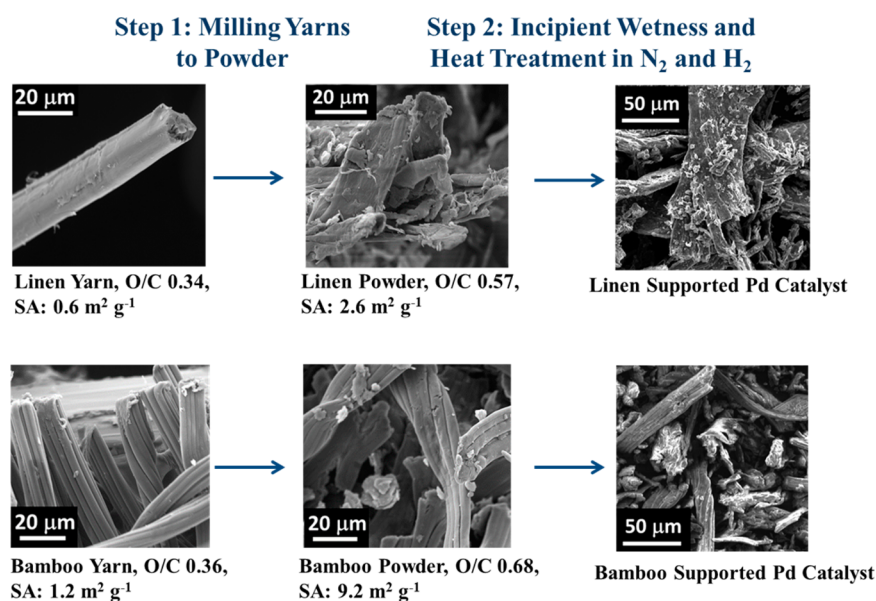 Step 1: Milling Yarns
to Powder
Step 2: Incipient Wetness and
Heat Treatment in N₂ and H₂
20 μm
20 μm
50 μm
Linen Yarn, O/C 0.34,
SA: 0.6 m² g⁻¹
Linen Powder, O/C 0.57,
SA: 2.6 m² g⁻¹
Linen Supported Pd Catalyst
20 μm
20 μm
50 μm
Bamboo Yarn, O/C 0.36,
SA: 1.2 m² g⁻¹
Bamboo Powder, O/C 0.68,
SA: 9.2 m² g⁻¹
Bamboo Supported Pd Catalyst